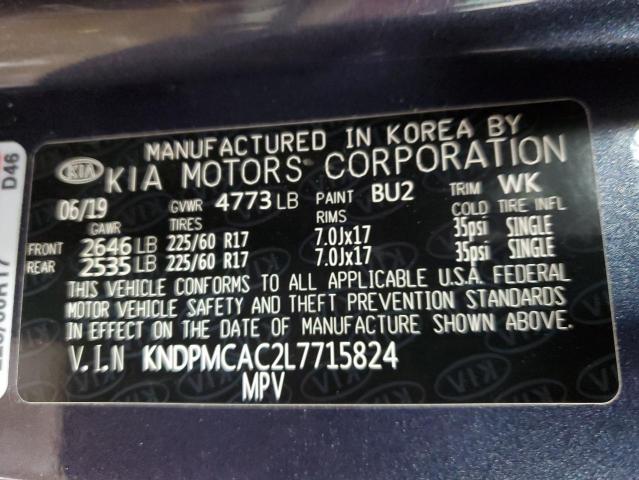 MANUFACTURED IN KOREA BY
KIA KIA MOTORS CORPORATION
06/19 GVWR 4773 LB PAINT BU2 TRIM WK
GAWR TIRES RIMS COLD TIRE INFL
FRONT 2646 LB 225/60 R17 7.0Jx17 35psi SINGLE
REAR 2535 LB 225/60 R17 7.0Jx17 35psi SINGLE
THIS VEHICLE CONFORMS TO ALL APPLICABLE U.S.A. FEDERAL
MOTOR VEHICLE SAFETY AND THEFT PREVENTION STANDARDS
IN EFFECT ON THE DATE OF MANUFACTURE SHOWN ABOVE.
V.I.N KNDPMCAC2L7715824
MPV
D46